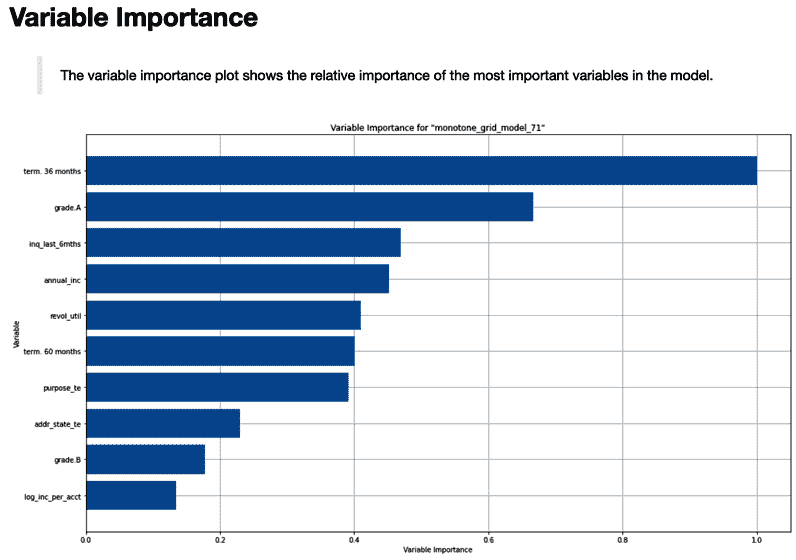 Variable Importance
The variable importance plot shows the relative importance of the most important variables in the model.
Variable Importance for "monotone_grid_model_71"
term. 36 months
grade.A
inq_last_6mths
annual_inc
revol_util
term. 60 months
purpose_te
addr_state_te
grade.B
log_inc_per_acct
Variable
0.0 0.2 0.4 0.6 0.8 1.0
Variable Importance